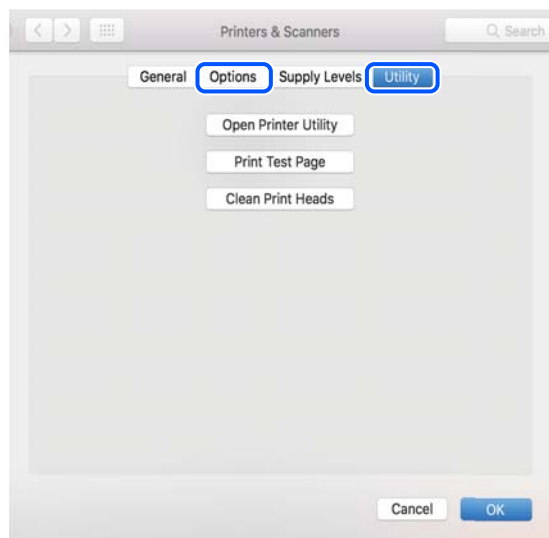 Printers & Scanners Search
General Options Supply Levels Utility
Open Printer Utility
Print Test Page
Clean Print Heads
Cancel OK